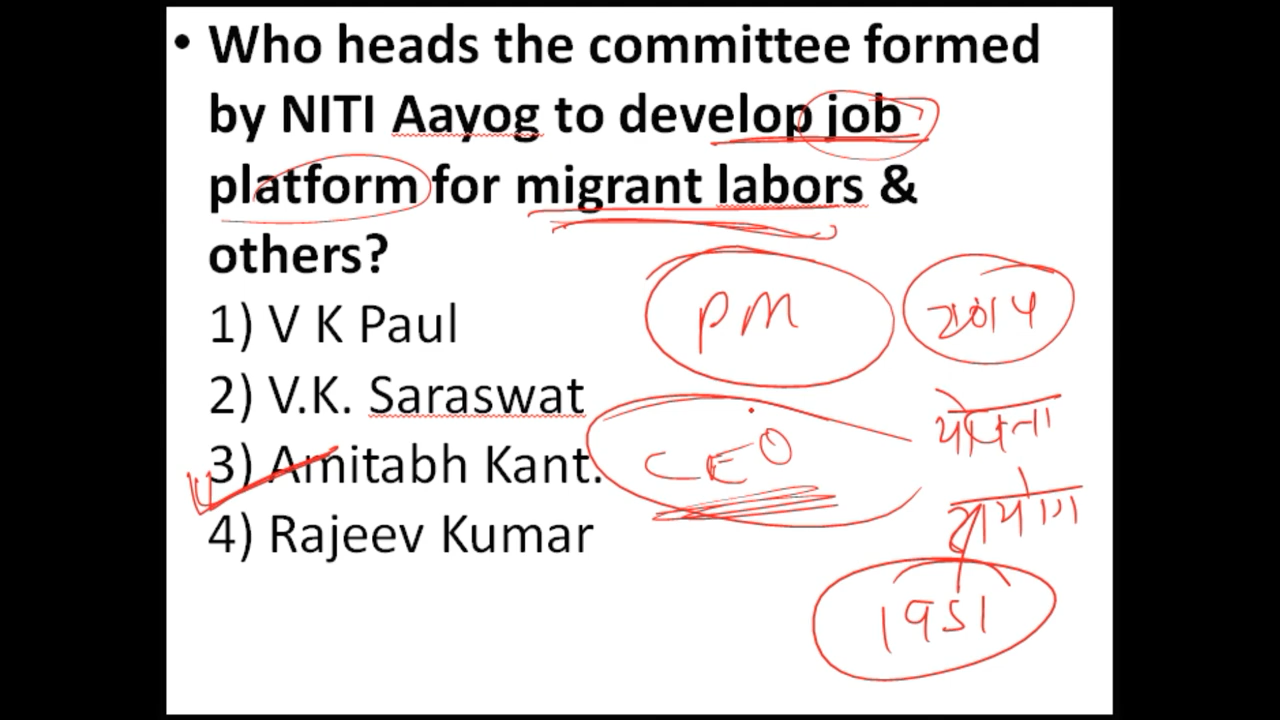 • Who heads the committee formed
by NITI Aayog to develop job
platform for migrant labors &
others?
1) V K Paul
2) V.K. Saraswat
3) Amitabh Kant.
4) Rajeev Kumar
PM
2014
CEO
योजना
आयोग
1951